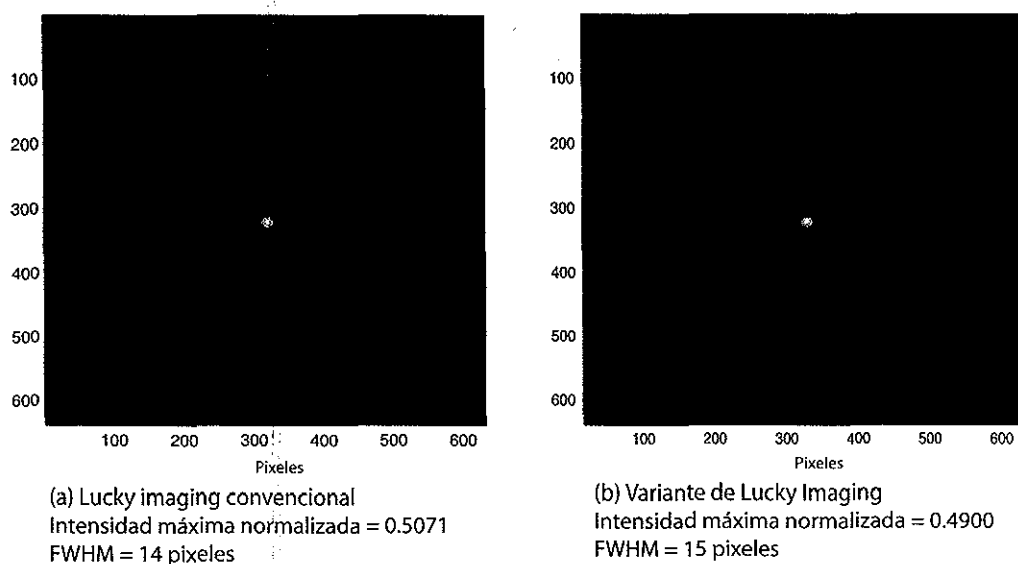 100
200
300
400
500
600
100 200 300 400 500 600
Pixeles
(a) Lucky imaging convencional
Intensidad máxima normalizada = 0.5071
FWHM = 14 pixeles
100
200
300
400
500
600
100 200 300 400 500 600
Pixeles
(b) Variante de Lucky Imaging
Intensidad máxima normalizada = 0.4900
FWHM = 15 pixeles